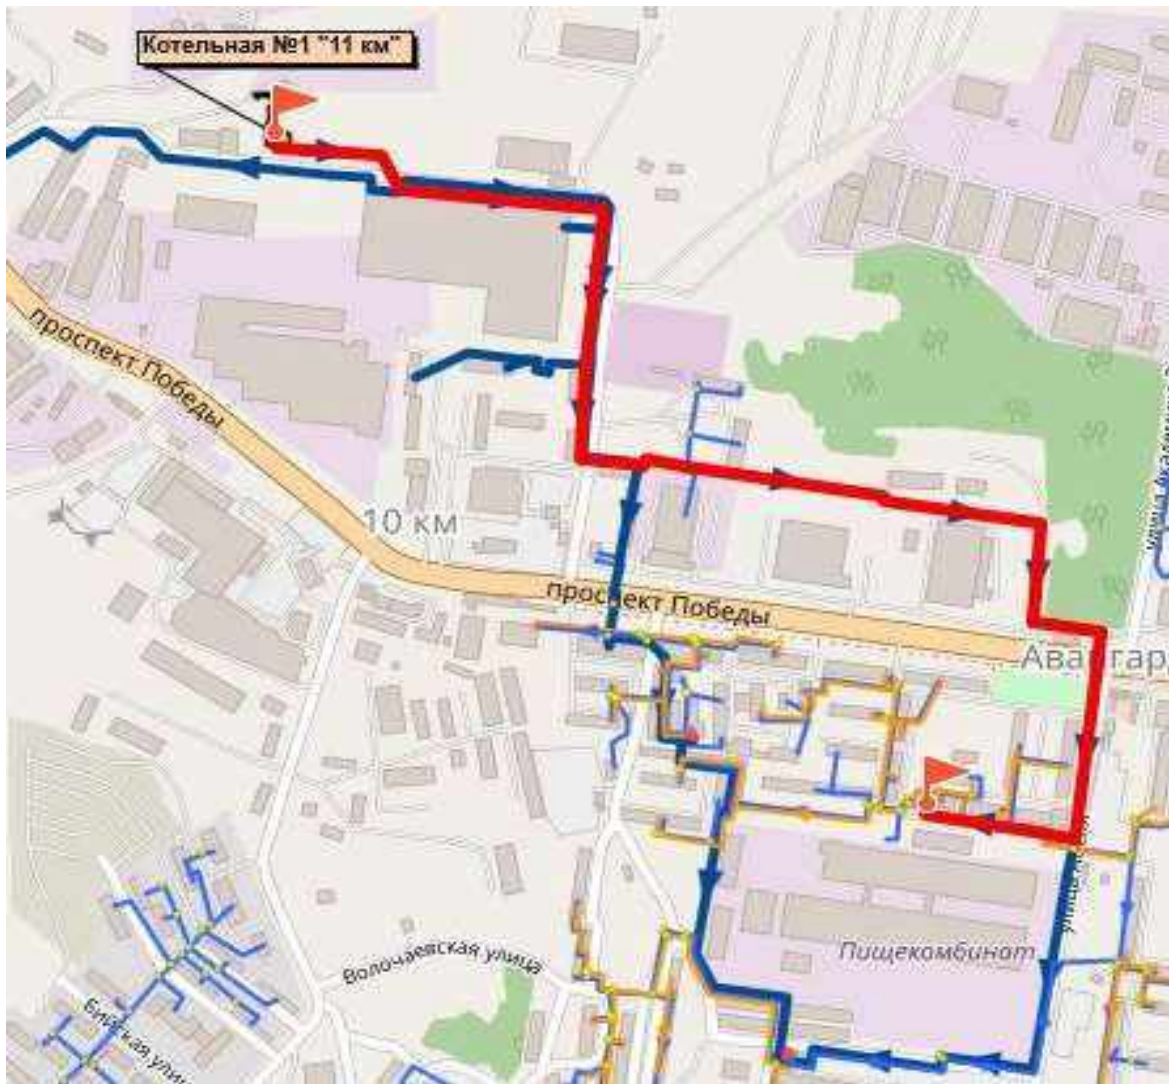 Котельная №1 "11 км"
проспект Победы
10 км
проспект Победы
Пищекомбинат
Волочаевская улица